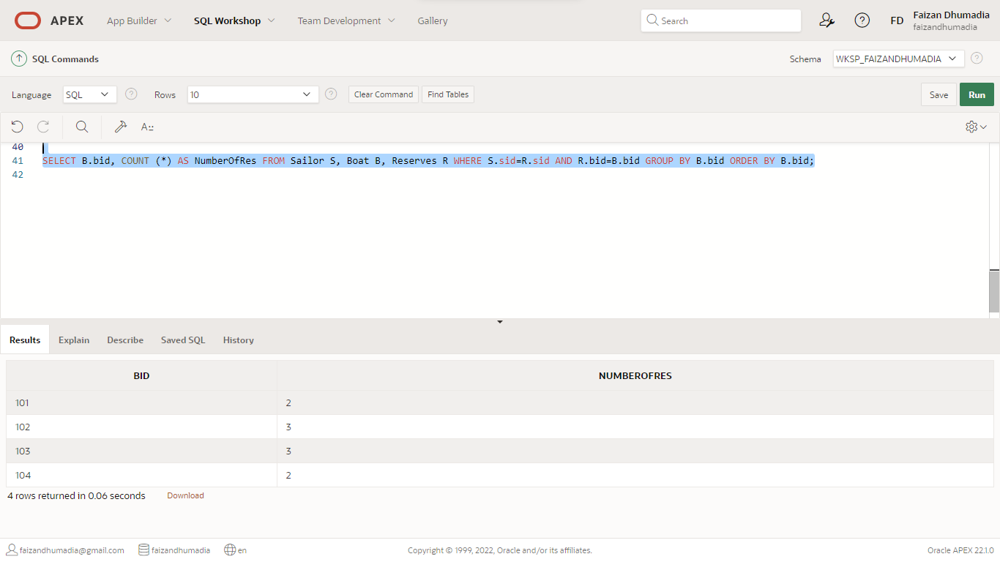 APEX App Builder SQL Workshop Team Development Gallery Search FD Faizan Dhumadia
faizandhumadia
SQL Commands Schema WKSP_FAIZANDHUMADIA
Language SQL Rows 10 Clear Command Find Tables Save Run
A
40
41 SELECT B.bid, COUNT (*) AS NumberOfRes FROM Sailor S, Boat B, Reserves R WHERE S.sid=R.sid AND R.bid=B.bid GROUP BY B.bid ORDER BY B.bid;
42
Results Explain Describe Saved SQL History
BID NUMBEROFRES
101 2
102 3
103 3
104 2
4 rows returned in 0.06 seconds Download
faizandhumadia@gmail.com faizandhumadia en Copyright © 1999, 2022, Oracle and/or its affiliates. Oracle APEX 22.1.0